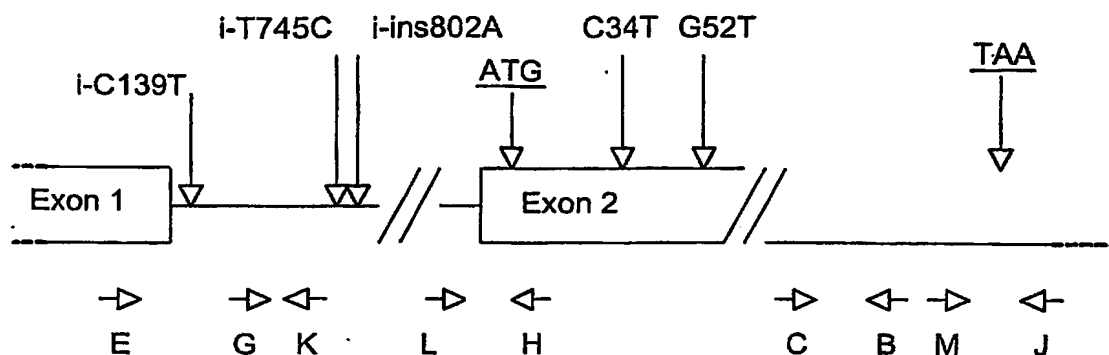 i-T745C i-ins802A C34T G52T
i-C139T ATG TAA
Exon 1 Exon 2
E G K L H C B M J